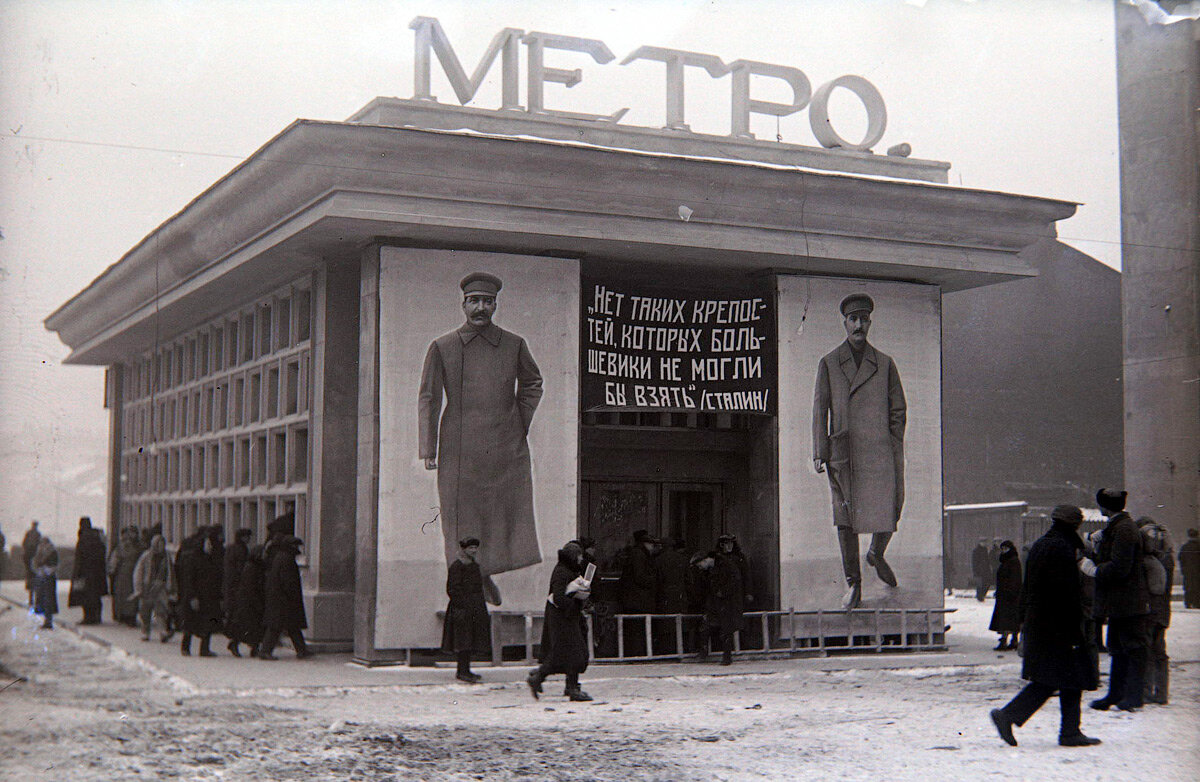 МЕТРО.
„НЕТ ТАКИХ КРЕПОС-
ТЕЙ, КОТОРЫХ БОЛЬ-
ШЕВИКИ НЕ МОГЛИ
БЫ ВЗЯТЬ“ /СТАЛИН/